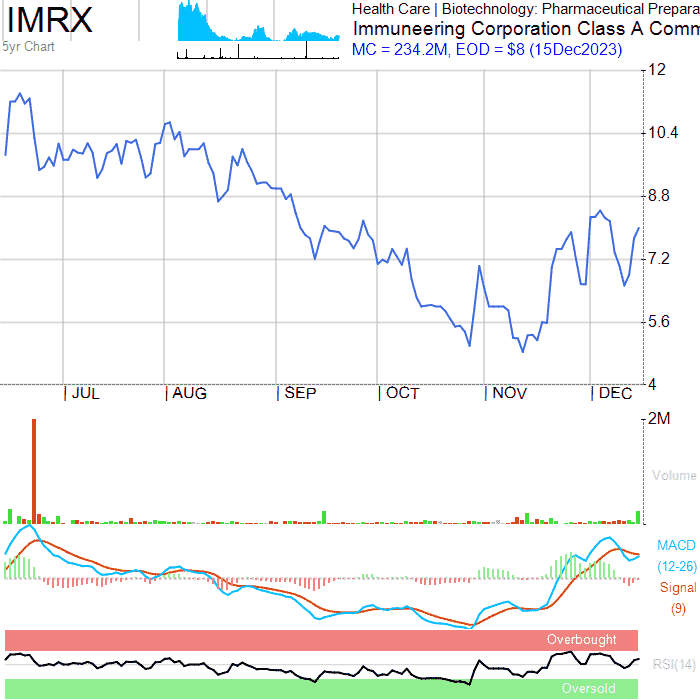 IMRX
5yr Chart
Health Care | Biotechnology: Pharmaceutical Prepara
Immuneering Corporation Class A Comm
MC = 234.2M, EOD = $8 (15Dec2023)
12
10.4
8.8
7.2
5.6
4
JUL
AUG
SEP
OCT
NOV
DEC
2M
Volume
MACD
(12-26)
Signal
(9)
Overbought
RSI(14)
Oversold